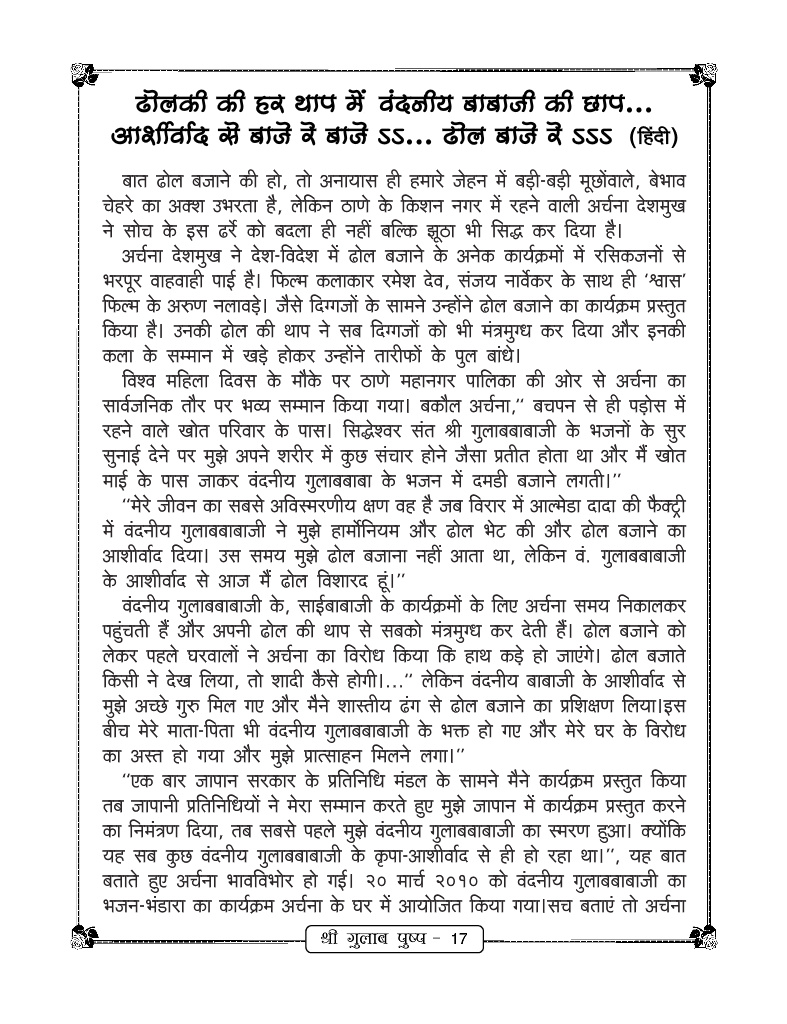 ढोलकी की हर थाप में वंदनीय बाबाजी की छाप...
आर्शीर्वाद से बाजे रे बाजे ऽऽ... ढोल बाजे रे ऽऽऽ (हिंदी)
बात ढोल बजाने की हो, तो अनायास ही हमारे जेहन में बड़ी-बड़ी मूछोंवाले, बेभाव
चेहरे का अक्श उभरता है, लेकिन ठाणे के किशन नगर में रहने वाली अर्चना देशमुख
ने सोच के इस ढर्रे को बदला ही नहीं बल्कि झूठा भी सिद्ध कर दिया है।
अर्चना देशमुख ने देश-विदेश में ढोल बजाने के अनेक कार्यक्रमों में रसिकजनों से
भरपूर वाहवाही पाई है। फिल्म कलाकार रमेश देव, संजय नार्वेकर के साथ ही ‘श्वास’
फिल्म के अरुण नलावड़े। जैसे दिग्गजों के सामने उन्होंने ढोल बजाने का कार्यक्रम प्रस्तुत
किया है। उनकी ढोल की थाप ने सब दिग्गजों को भी मंत्रमुग्ध कर दिया और इनकी
कला के सम्मान में खड़े होकर उन्होंने तारीफों के पुल बांधे।
विश्व महिला दिवस के मौके पर ठाणे महानगर पालिका की ओर से अर्चना का
सार्वजनिक तौर पर भव्य सम्मान किया गया। बकौल अर्चना,‘‘ बचपन से ही पड़ोस में
रहने वाले खोत परिवार के पास। सिद्धेश्वर संत श्री गुलाबबाबाजी के भजनों के सुर
सुनाई देने पर मुझे अपने शरीर में कुछ संचार होने जैसा प्रतीत होता था और मैं खोत
माई के पास जाकर वंदनीय गुलाबबाबा के भजन में दमडी बजाने लगती।’’
‘‘मेरे जीवन का सबसे अविस्मरणीय क्षण वह है जब विरार में आल्मेडा दादा की फैक्ट्री
में वंदनीय गुलाबबाबाजी ने मुझे हार्मोनियम और ढोल भेट की और ढोल बजाने का
आशीर्वाद दिया। उस समय मुझे ढोल बजाना नहीं आता था, लेकिन वं. गुलाबबाबाजी
के आशीर्वाद से आज मैं ढोल विशारद हूं।’’
वंदनीय गुलाबबाबाजी के, साईबाबाजी के कार्यक्रमों के लिए अर्चना समय निकालकर
पहुंचती हैं और अपनी ढोल की थाप से सबको मंत्रमुग्ध कर देती हैं। ढोल बजाने को
लेकर पहले घरवालों ने अर्चना का विरोध किया कि हाथ कड़े हो जाएंगे। ढोल बजाते
किसी ने देख लिया, तो शादी कैसे होगी।...’’ लेकिन वंदनीय बाबाजी के आशीर्वाद से
मुझे अच्छे गुरु मिल गए और मैने शास्तीय ढंग से ढोल बजाने का प्रशिक्षण लिया।इस
बीच मेरे माता-पिता भी वंदनीय गुलाबबाबाजी के भक्त हो गए और मेरे घर के विरोध
का अस्त हो गया और मुझे प्रात्साहन मिलने लगा।’’
‘‘एक बार जापान सरकार के प्रतिनिधि मंडल के सामने मैने कार्यक्रम प्रस्तुत किया
तब जापानी प्रतिनिधियों ने मेरा सम्मान करते हुए मुझे जापान में कार्यक्रम प्रस्तुत करने
का निमंत्रण दिया, तब सबसे पहले मुझे वंदनीय गुलाबबाबाजी का स्मरण हुआ। क्योंकि
यह सब कुछ वंदनीय गुलाबबाबाजी के कृपा-आशीर्वाद से ही हो रहा था।’’, यह बात
बताते हुए अर्चना भावविभोर हो गई। २० मार्च २०१० को वंदनीय गुलाबबाबाजी का
भजन-भंडारा का कार्यक्रम अर्चना के घर में आयोजित किया गया।सच बताएं तो अर्चना
श्री गुलाब पुष्प - 17